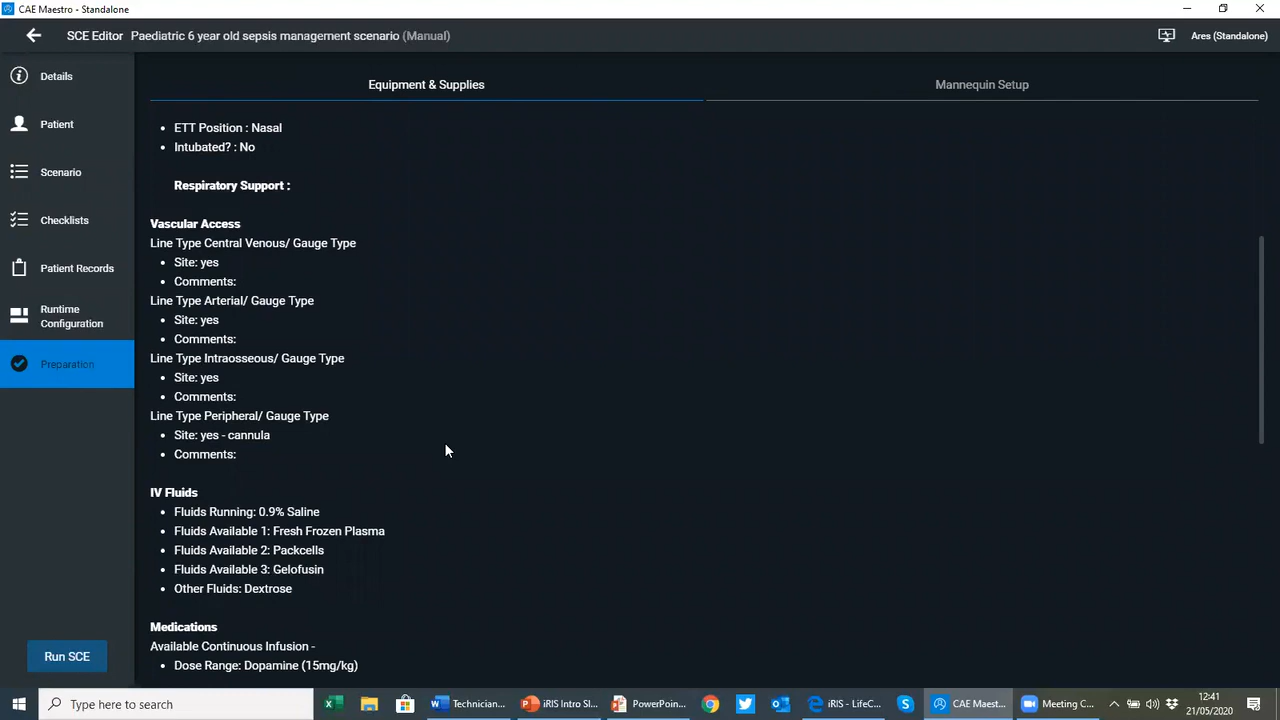 CAE Maestro - Standalone
SCE Editor Paediatric 6 year old sepsis management scenario (Manual)
Ares (Standalone)
Details
Patient
Scenario
Checklists
Patient Records
Runtime
Configuration
Preparation
Run SCE
Equipment & Supplies
Mannequin Setup
• ETT Position : Nasal
• Intubated? : No
Respiratory Support :
Vascular Access
Line Type Central Venous/ Gauge Type
• Site: yes
• Comments:
Line Type Arterial/ Gauge Type
• Site: yes
• Comments:
Line Type Intraosseous/ Gauge Type
• Site: yes
• Comments:
Line Type Peripheral/ Gauge Type
• Site: yes - cannula
• Comments:
IV Fluids
• Fluids Running: 0.9% Saline
• Fluids Available 1: Fresh Frozen Plasma
• Fluids Available 2: Packcells
• Fluids Available 3: Gelofusin
• Other Fluids: Dextrose
Medications
Available Continuous Infusion -
• Dose Range: Dopamine (15mg/kg)
Type here to search
Technician...
iRIS Intro Sl...
PowerPoin...
iRIS - LifeC...
CAE Maest...
Meeting C...
12:41
21/05/2020